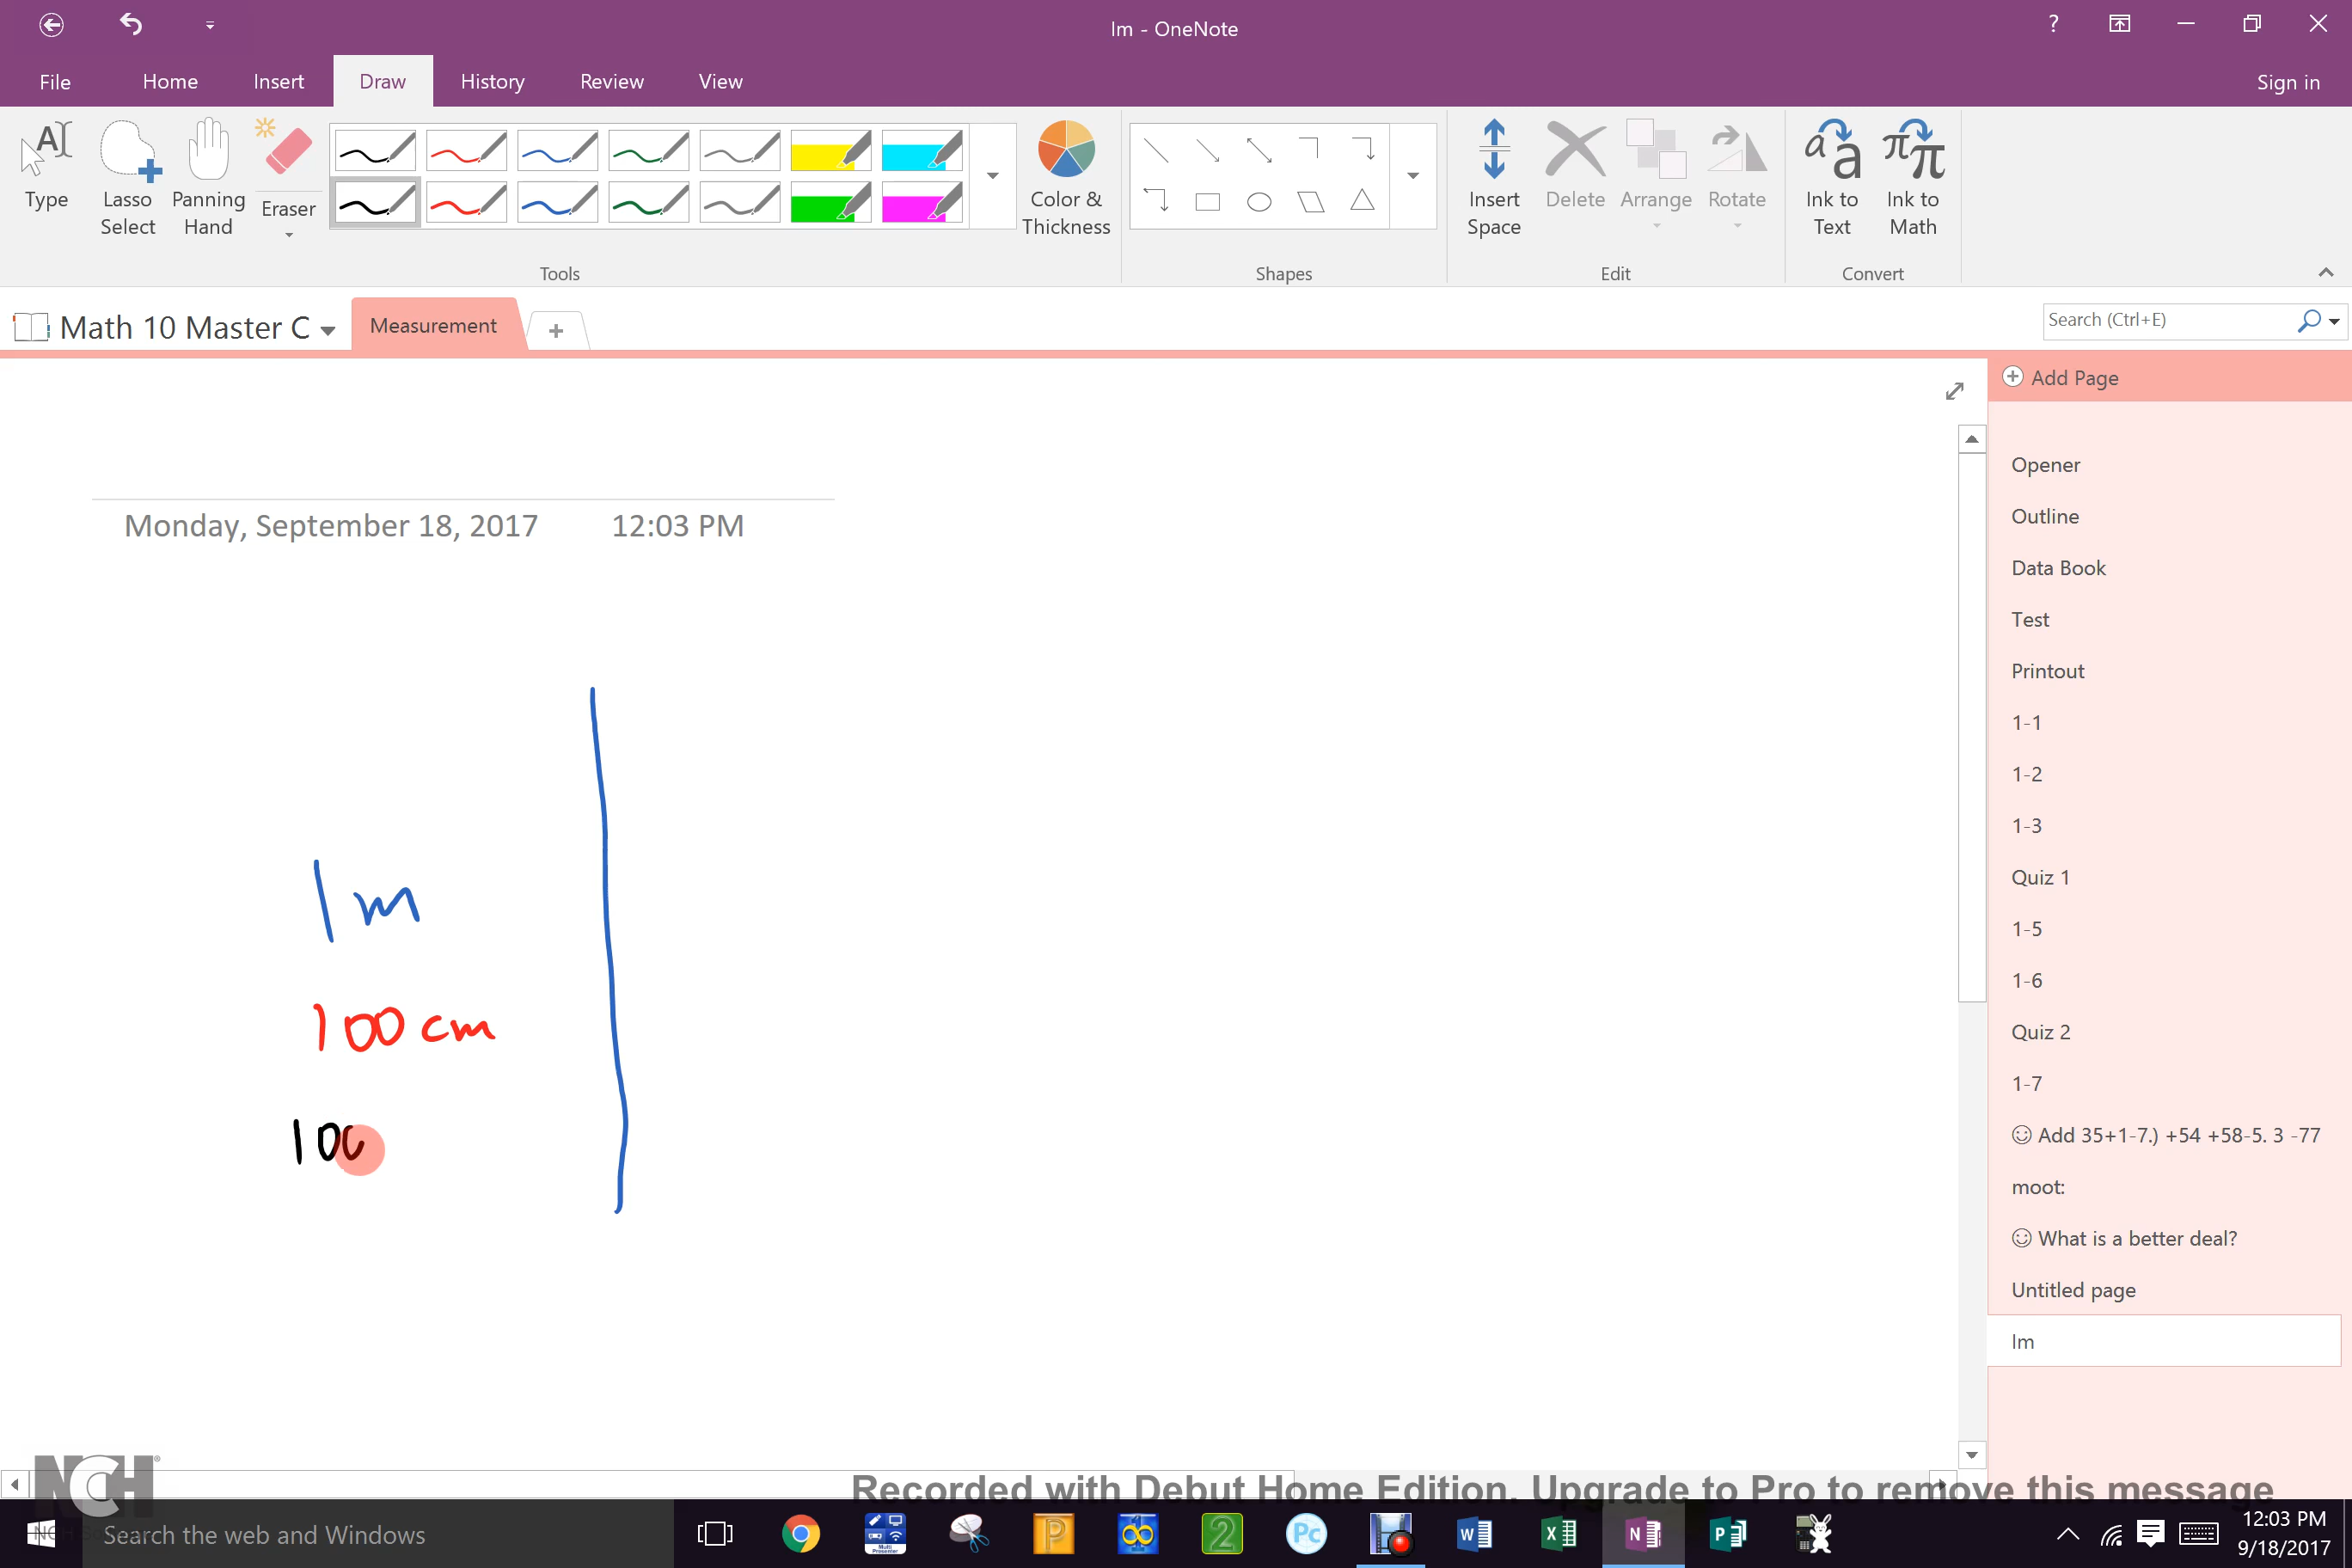 lm - OneNote
File Home Insert Draw History Review View Sign in
Type
Lasso Select
Panning Hand
Eraser
Color & Thickness
Insert Space
Delete
Arrange
Rotate
Ink to Text
Ink to Math
Tools Shapes Edit Convert
Math 10 Master C Measurement
Search (Ctrl+E)
Add Page
Monday, September 18, 2017 12:03 PM
1m
100 cm
100
Opener
Outline
Data Book
Test
Printout
1-1
1-2
1-3
Quiz 1
1-5
1-6
Quiz 2
1-7
Add 35+1-7.) +54 +58-5. 3 -77
moot:
What is a better deal?
Untitled page
lm
NCH
Recorded with Debut Home Edition. Upgrade to Pro to remove this message
Search the web and Windows
12:03 PM
9/18/2017